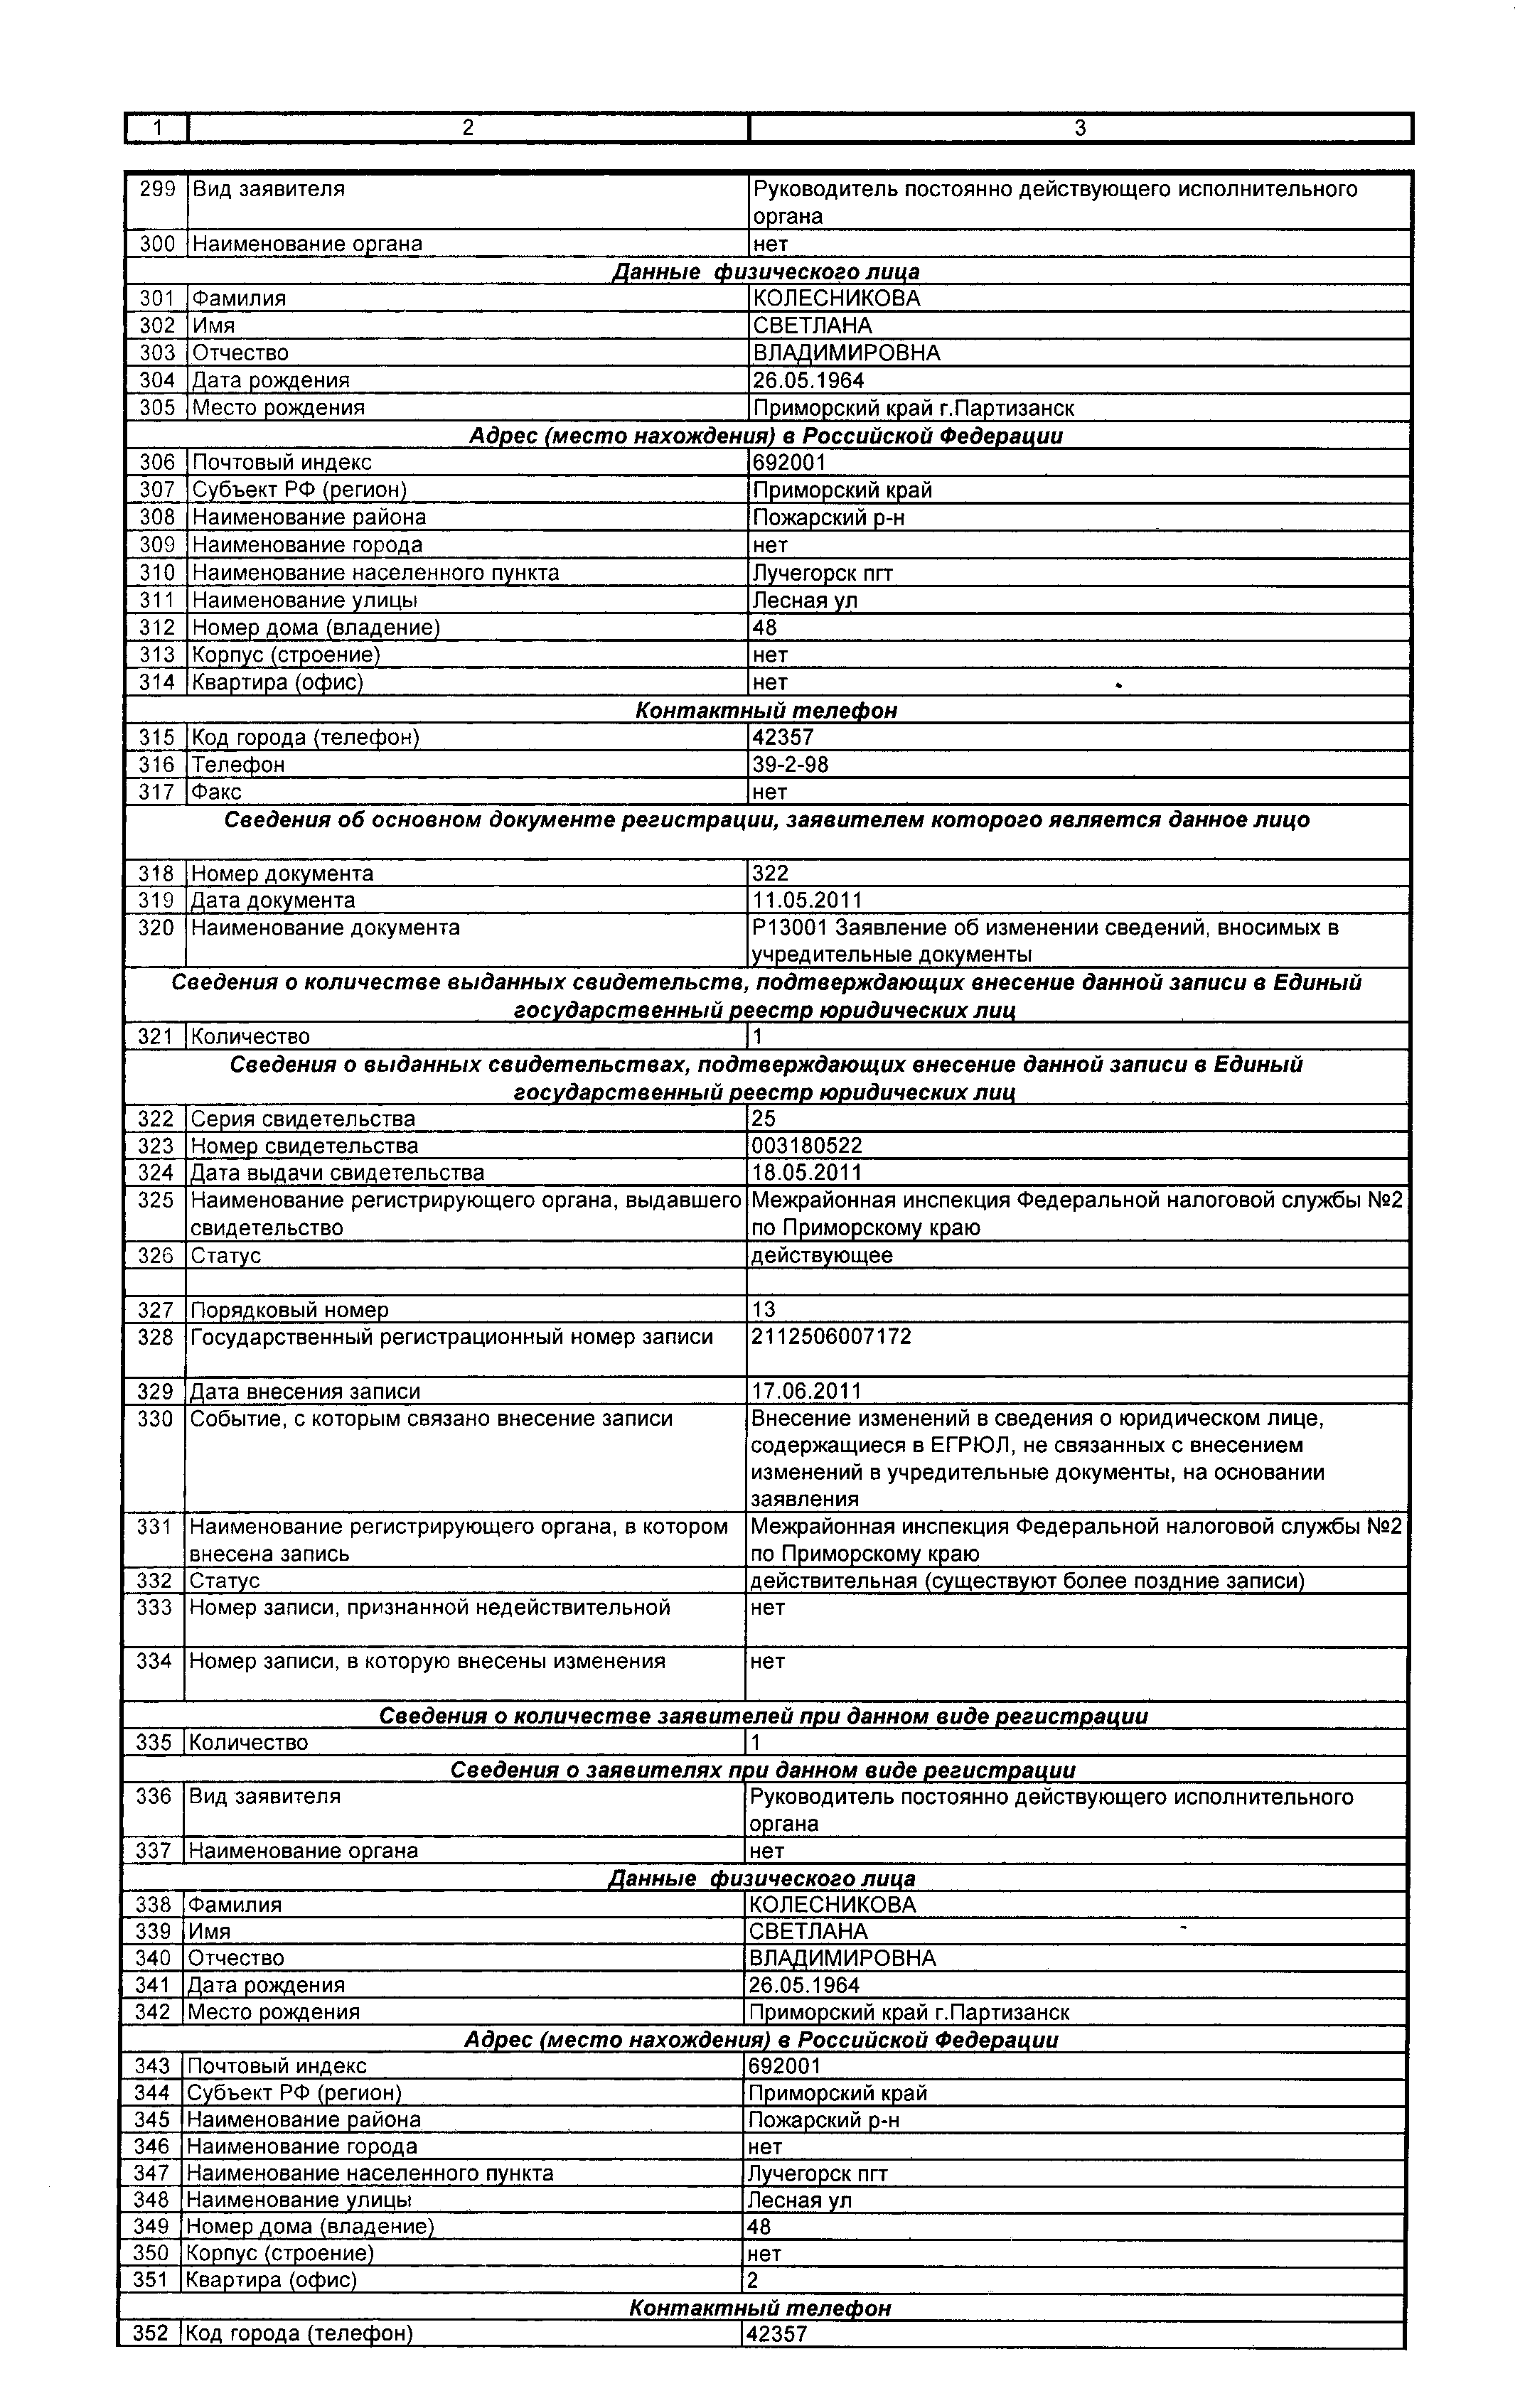 1 2 3
299 Вид заявителя Руководитель постоянно действующего исполнительного
органа
300 Наименование органа нет
Данные физического лица
301 Фамилия КОЛЕСНИКОВА
302 Имя СВЕТЛАНА
303 Отчество ВЛАДИМИРОВНА
304 Дата рождения 26.05.1964
305 Место рождения Приморский край г.Партизанск
Адрес (место нахождения) в Российской Федерации
306 Почтовый индекс 692001
307 Субъект РФ (регион) Приморский край
308 Наименование района Пожарский р-н
309 Наименование города нет
310 Наименование населенного пункта Лучегорск пгт
311 Наименование улицы Лесная ул
312 Номер дома (владение) 48
313 Корпус (строение) нет
314 Квартира (офис) нет
Контактный телефон
315 Код города (телефон) 42357
316 Телефон 39-2-98
317 Факс нет
Сведения об основном документе регистрации, заявителем которого является данное лицо
318 Номер документа 322
319 Дата документа 11.05.2011
320 Наименование документа Р13001 Заявление об изменении сведений, вносимых в
учредительные документы
Сведения о количестве выданных свидетельств, подтверждающих внесение данной записи в Единый
государственный реестр юридических лиц
321 Количество 1
Сведения о выданных свидетельствах, подтверждающих внесение данной записи в Единый
государственный реестр юридических лиц
322 Серия свидетельства 25
323 Номер свидетельства 003180522
324 Дата выдачи свидетельства 18.05.2011
325 Наименование регистрирующего органа, выдавшего Межрайонная инспекция Федеральной налоговой службы №2
свидетельство по Приморскому краю
326 Статус действующее
327 Порядковый номер 13
328 Государственный регистрационный номер записи 2112506007172
329 Дата внесения записи 17.06.2011
330 Событие, с которым связано внесение записи Внесение изменений в сведения о юридическом лице,
содержащиеся в ЕГРЮЛ, не связанных с внесением
изменений в учредительные документы, на основании
заявления
331 Наименование регистрирующего органа, в котором Межрайонная инспекция Федеральной налоговой службы №2
внесена запись по Приморскому краю
332 Статус действительная (существуют более поздние записи)
333 Номер записи, признанной недействительной нет
334 Номер записи, в которую внесены изменения нет
Сведения о количестве заявителей при данном виде регистрации
335 Количество 1
Сведения о заявителях при данном виде регистрации
336 Вид заявителя Руководитель постоянно действующего исполнительного
органа
337 Наименование органа нет
Данные физического лица
338 Фамилия КОЛЕСНИКОВА
339 Имя СВЕТЛАНА
340 Отчество ВЛАДИМИРОВНА
341 Дата рождения 26.05.1964
342 Место рождения Приморский край г.Партизанск
Адрес (место нахождения) в Российской Федерации
343 Почтовый индекс 692001
344 Субъект РФ (регион) Приморский край
345 Наименование района Пожарский р-н
346 Наименование города нет
347 Наименование населенного пункта Лучегорск пгт
348 Наименование улицы Лесная ул
349 Номер дома (владение) 48
350 Корпус (строение) нет
351 Квартира (офис) 2
Контактный телефон
352 Код города (телефон) 42357